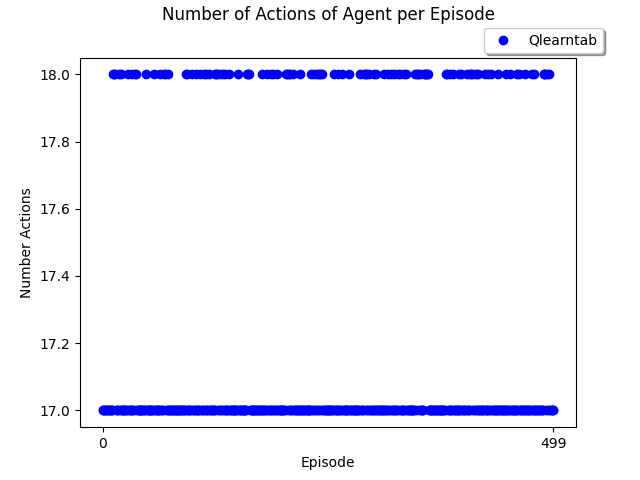 Number of Actions of Agent per Episode
Qlearntab
18.0
17.8
17.6
17.4
17.2
17.0
Number Actions
0
499
Episode